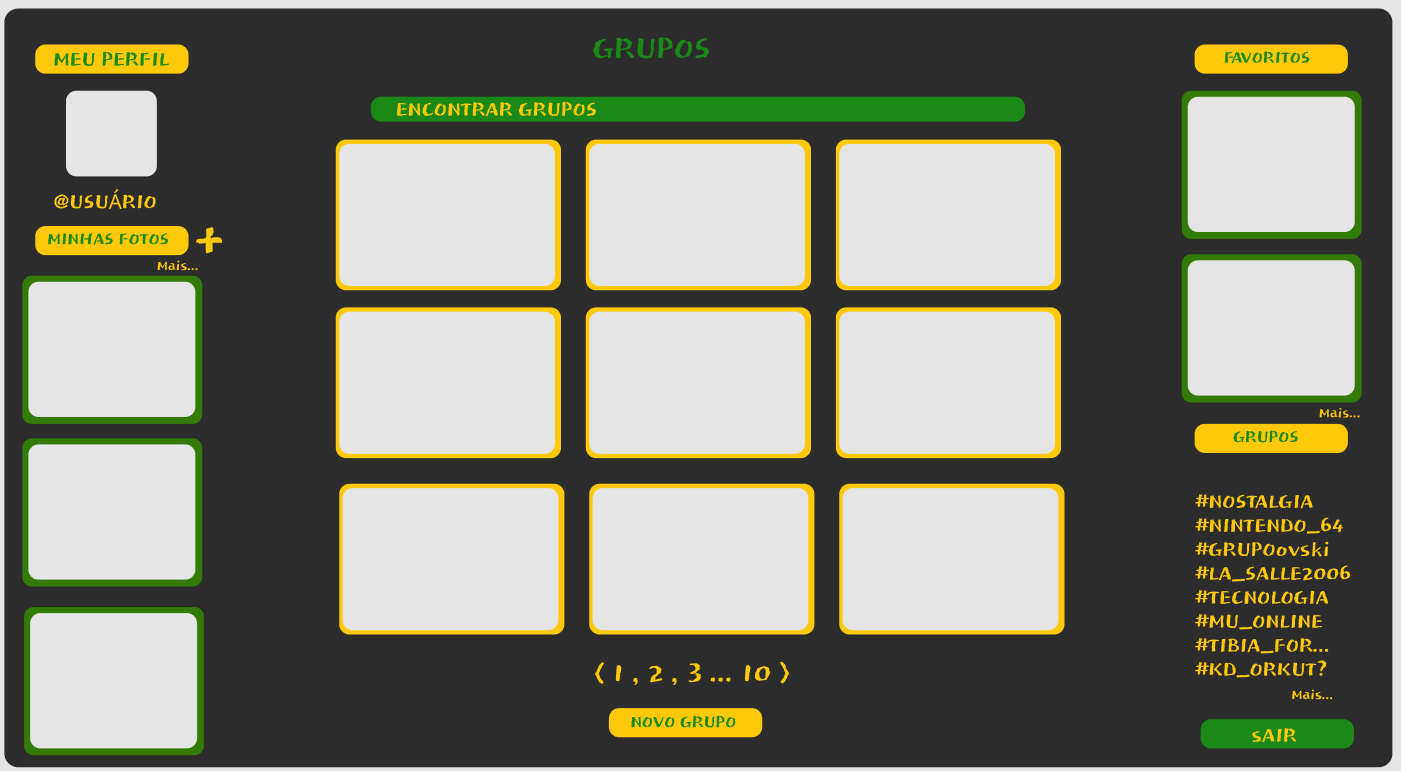 MEU PERFIL
@USUÁRIO
MINHAS FOTOS +
Mais...
GRUPOS
ENCONTRAR GRUPOS
⟨ 1 , 2 , 3 ... 10 ⟩
NOVO GRUPO
FAVORITOS
Mais...
GRUPOS
#NOSTALGIA
#NINTENDO_64
#GRUPOovski
#LA_SALLE2006
#TECNOLOGIA
#MU_ONLINE
#TIBIA_FOR...
#KD_ORKUT?
Mais...
sAIR